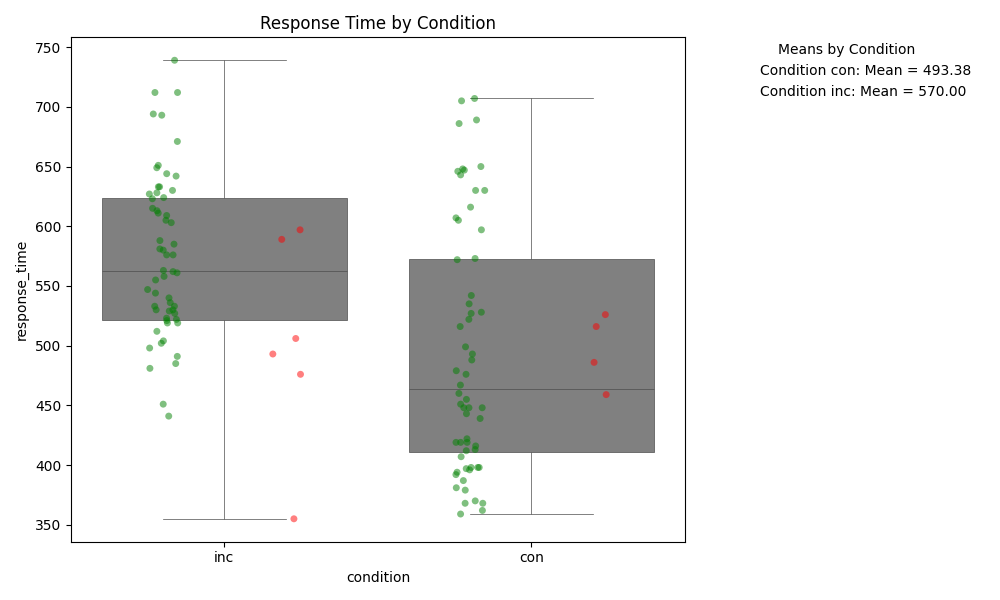 Response Time by Condition
Means by Condition
Condition con: Mean = 493.38
Condition inc: Mean = 570.00
response_time
750
700
650
600
550
500
450
400
350
inc
con
condition